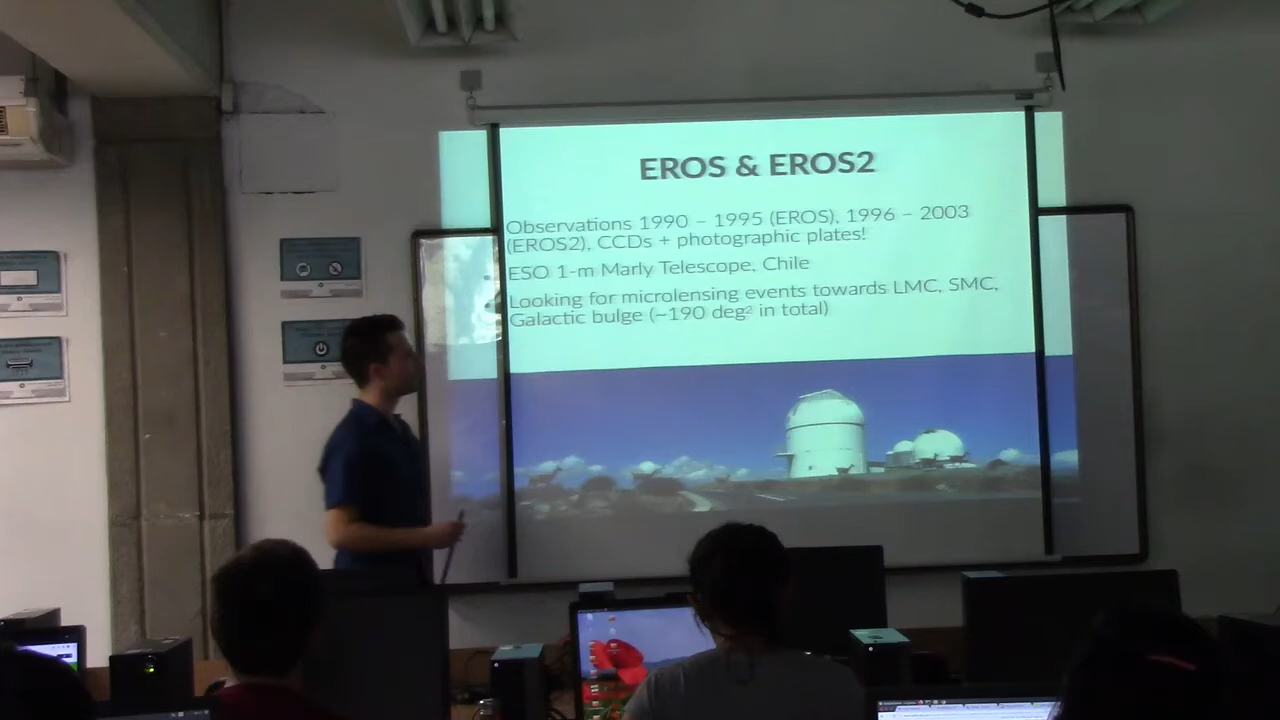 EROS & EROS2
Observations 1990 – 1995 (EROS), 1996 – 2003
(EROS2), CCDs + photographic plates!
ESO 1-m Marly Telescope, Chile
Looking for microlensing events towards LMC, SMC,
Galactic bulge (~190 deg² in total)